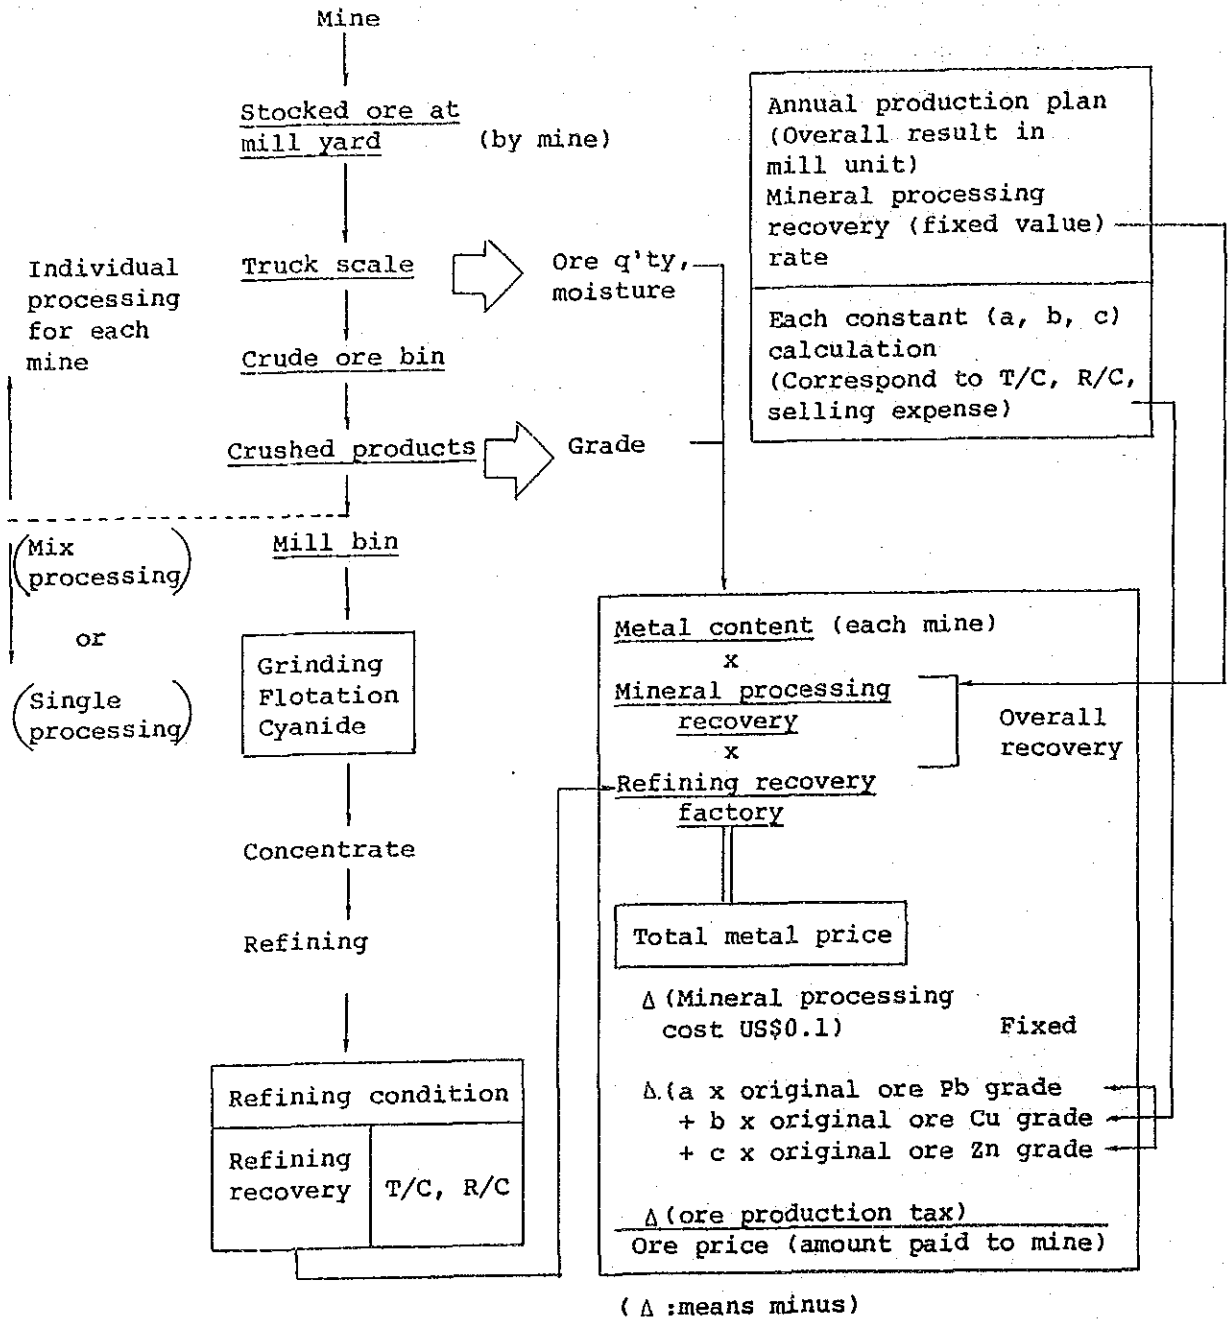 Mine
Stocked ore at
mill yard (by mine)
Individual
processing
for each
mine
Truck scale
Ore q'ty,
moisture
Crude ore bin
Crushed products
Grade
(Mix
processing)
or
(Single
processing)
Mill bin
Grinding
Flotation
Cyanide
Concentrate
Refining
Refining condition
Refining
recovery
T/C, R/C
Annual production plan
(Overall result in
mill unit)
Mineral processing
recovery (fixed value)
rate
Each constant (a, b, c)
calculation
(Correspond to T/C, R/C,
selling expense)
Metal content (each mine)
x
Mineral processing
recovery
x
Refining recovery
factory
Overall
recovery
Total metal price
Δ (Mineral processing
cost US$0.1) Fixed
Δ.(a x original ore Pb grade
+ b x original ore Cu grade
+ c x original ore Zn grade
Δ (ore production tax)
Ore price (amount paid to mine)
( Δ :means minus)